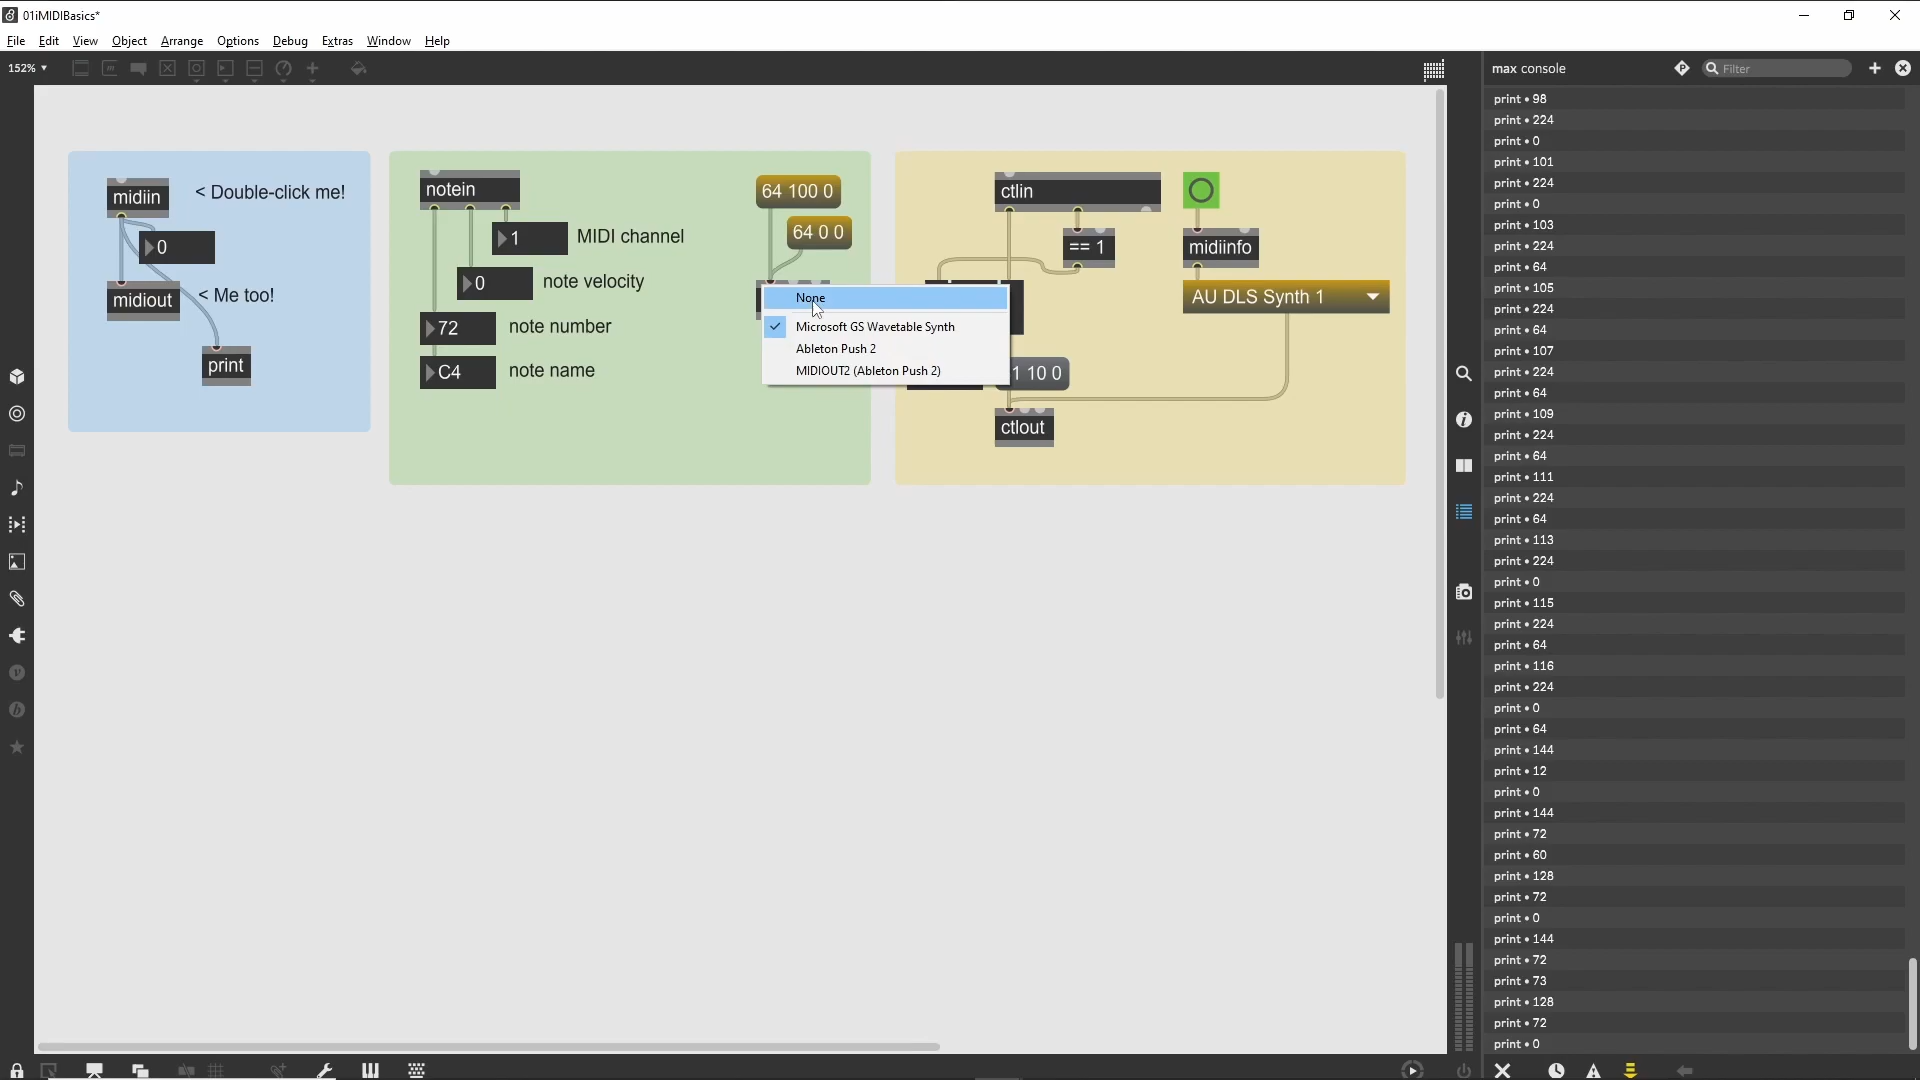 01iMIDIBasics*
File Edit View Object Arrange Options Debug Extras Window Help
152%
max console
Filter
midiin
< Double-click me!
0
midiout
< Me too!
print
notein
1
MIDI channel
0
note velocity
72
note number
C4
note name
64 100 0
64 0 0
None
Microsoft GS Wavetable Synth
Ableton Push 2
MIDIOUT2 (Ableton Push 2)
ctlin
== 1
midiinfo
AU DLS Synth 1
1 10 0
ctlout
print • 98
print • 224
print • 0
print • 101
print • 224
print • 0
print • 103
print • 224
print • 64
print • 105
print • 224
print • 64
print • 107
print • 224
print • 64
print • 109
print • 224
print • 64
print • 111
print • 224
print • 64
print • 113
print • 224
print • 0
print • 115
print • 224
print • 64
print • 116
print • 224
print • 0
print • 64
print • 144
print • 12
print • 0
print • 144
print • 72
print • 60
print • 128
print • 72
print • 0
print • 144
print • 72
print • 73
print • 128
print • 72
print • 0